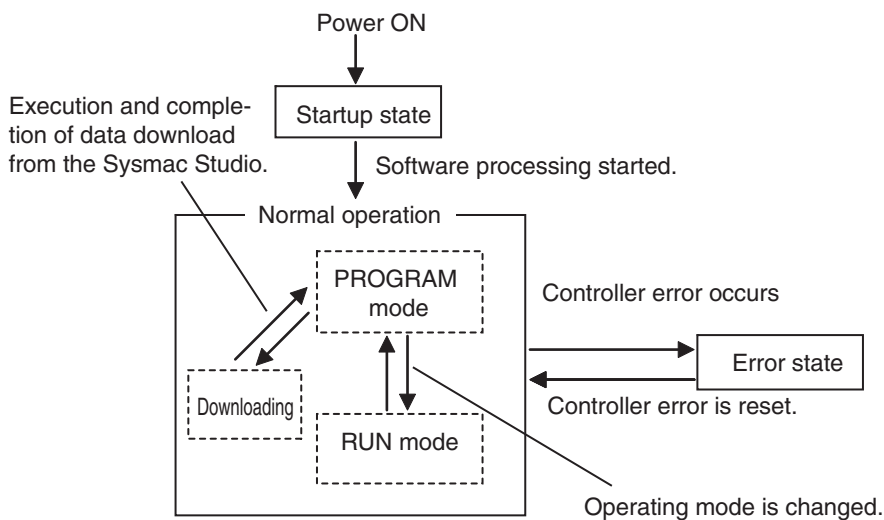 Power ON
Startup state
Execution and comple-
tion of data download
from the Sysmac Studio.
Software processing started.
Normal operation
PROGRAM
mode
Controller error occurs
Error state
Downloading
Controller error is reset.
RUN mode
Operating mode is changed.